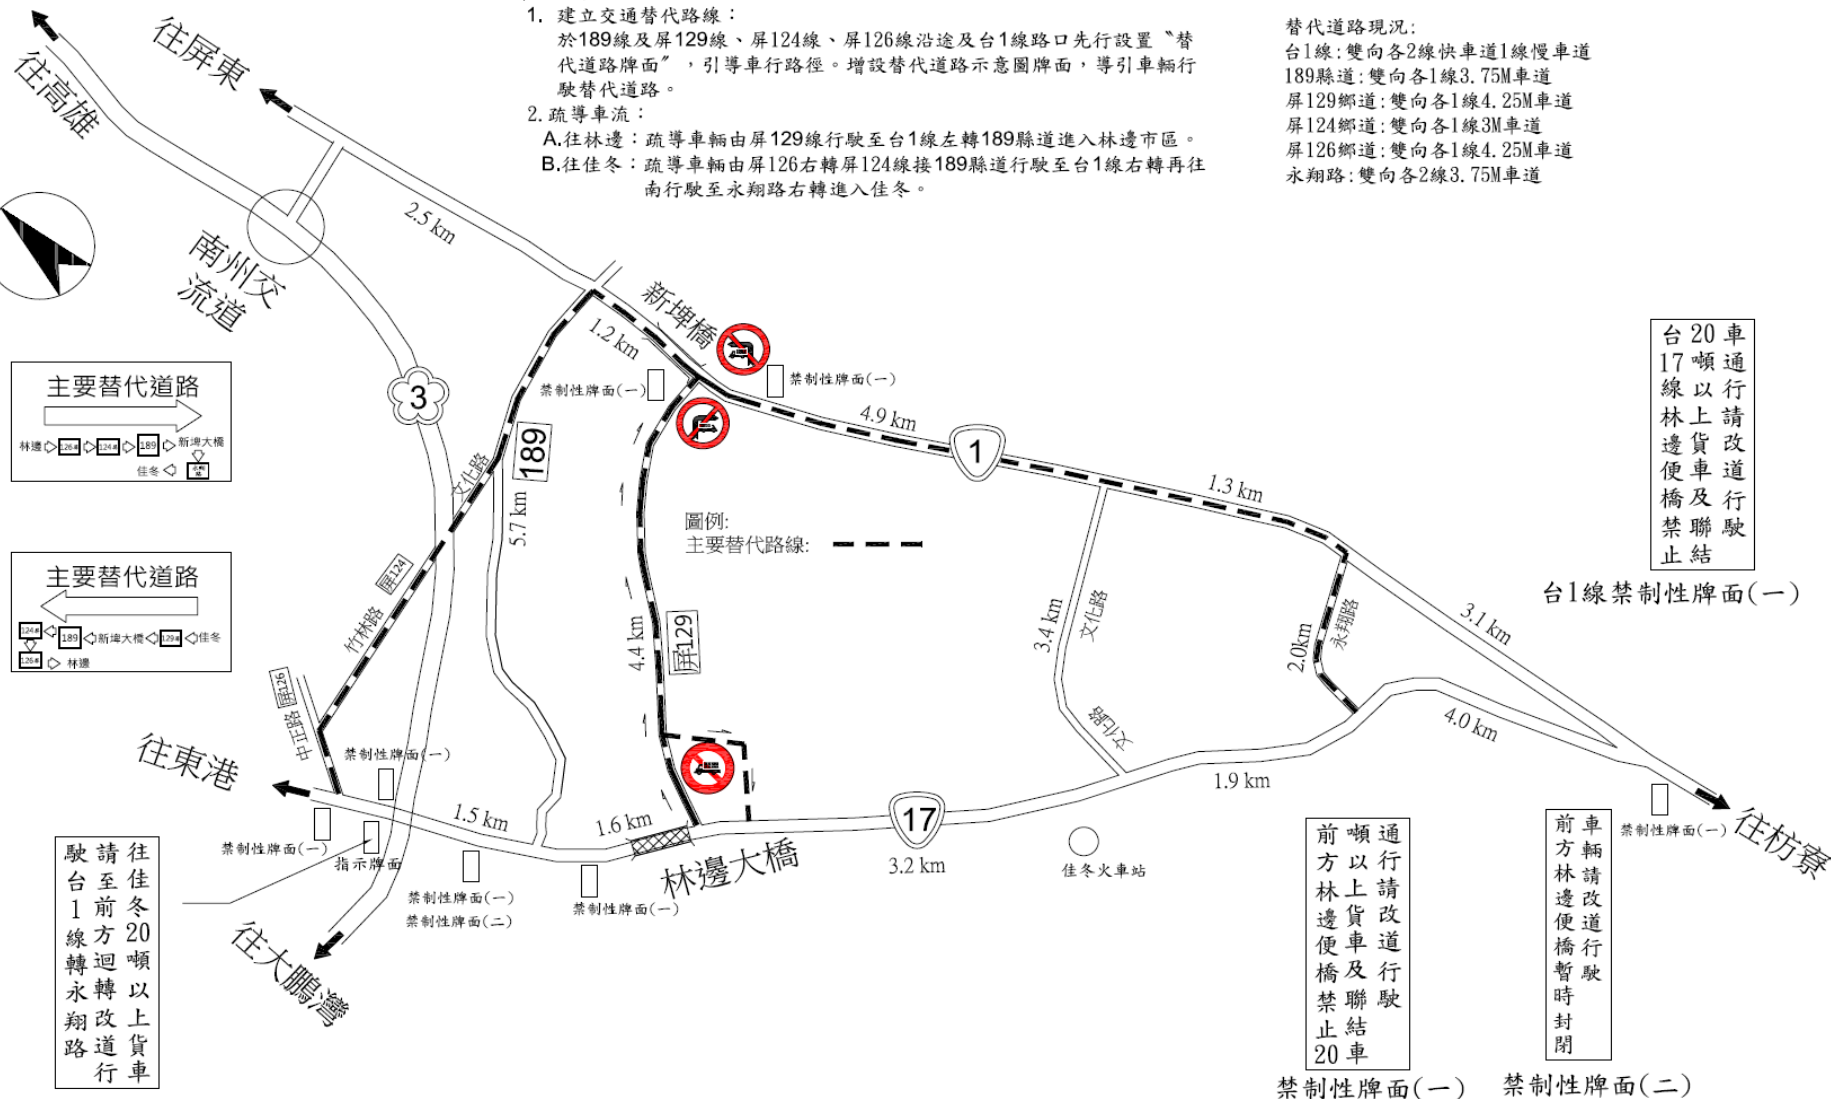 1. 建立交通替代路線：
於189線及屏129線、屏124線、屏126線沿途及台1線路口先行設置〝替
代道路牌面〞，引導車行路徑。增設替代道路示意圖牌面，導引車輛行
駛替代道路。
2. 疏導車流：
A.往林邊：疏導車輛由屏129線行駛至台1線左轉189縣道進入林邊市區。
B.往佳冬：疏導車輛由屏126右轉屏124線接189縣道行駛至台1線右轉再往
南行駛至永翔路右轉進入佳冬。
替代道路現況:
台1線:雙向各2線快車道1線慢車道
189縣道:雙向各1線3.75M車道
屏129鄉道:雙向各1線4.25M車道
屏124鄉道:雙向各1線3M車道
屏126鄉道:雙向各1線4.25M車道
永翔路:雙向各2線3.75M車道
往高雄
往屏東
2.5 km
南州交
流道
新埤橋
1.2 km
禁制性牌面(一)
禁制性牌面(一)
4.9 km
1
1.3 km
3
189
文化路
5.7 km
主要替代道路
林邊 126 124 189 新埤大橋
佳冬
圖例:
主要替代路線:
主要替代道路
124 189 新埤大橋 129 佳冬
126 林邊
竹林路
屏124
4.4 km
屏129
3.4 km
文化路
文化路
2.0km
永翔路
3.1 km
4.0 km
中正路
屏126
往東港
禁制性牌面(一)
1.5 km
1.6 km
17
3.2 km
1.9 km
林邊大橋
佳冬火車站
禁制性牌面(一)
指示牌面
禁制性牌面(一)
禁制性牌面(二)
禁制性牌面(一)
往大鵬灣
禁制性牌面(一)
往枋寮
台17線林邊便橋禁止
20噸以上貨車及聯結
車通行請改道行駛
台1線禁制性牌面(一)
往佳冬20噸以上貨車
請至前方迴轉改道行
駛台1線轉永翔路
前方林邊便橋禁止20
噸以上貨車及聯結車
通行請改道行駛
禁制性牌面(一)
前方林邊便橋暫時封閉
車輛請改道行駛
禁制性牌面(二)